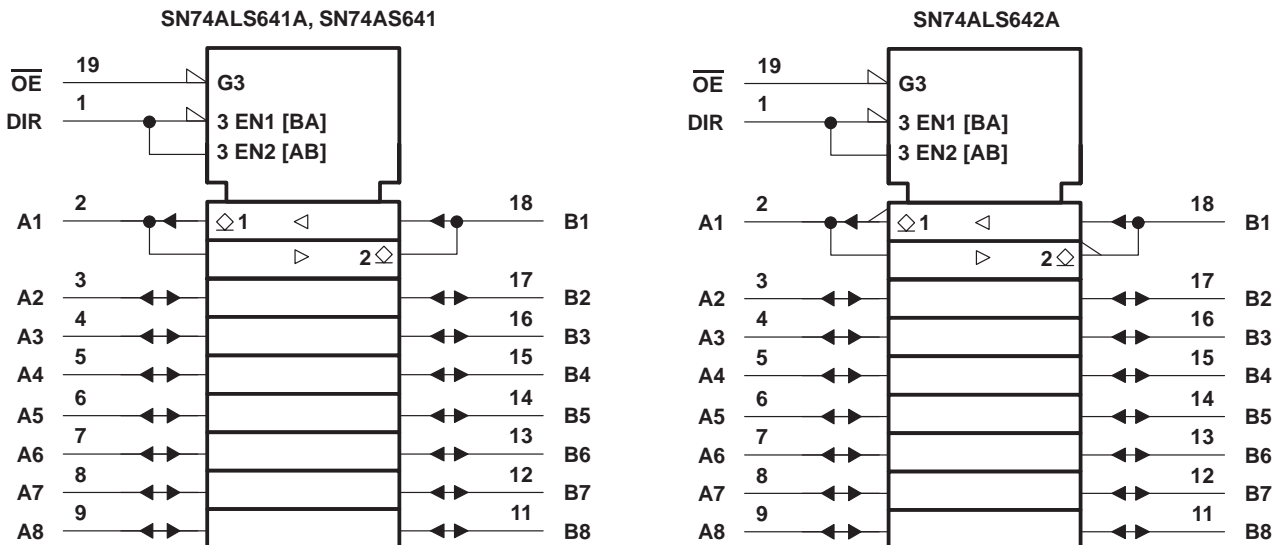 SN74ALS641A, SN74AS641
OE 19 G3
DIR 1 3 EN1 [BA]
3 EN2 [AB]
A1 2 1 18 B1
2
A2 3 17 B2
A3 4 16 B3
A4 5 15 B4
A5 6 14 B5
A6 7 13 B6
A7 8 12 B7
A8 9 11 B8
SN74ALS642A
OE 19 G3
DIR 1 3 EN1 [BA]
3 EN2 [AB]
A1 2 1 18 B1
2
A2 3 17 B2
A3 4 16 B3
A4 5 15 B4
A5 6 14 B5
A6 7 13 B6
A7 8 12 B7
A8 9 11 B8